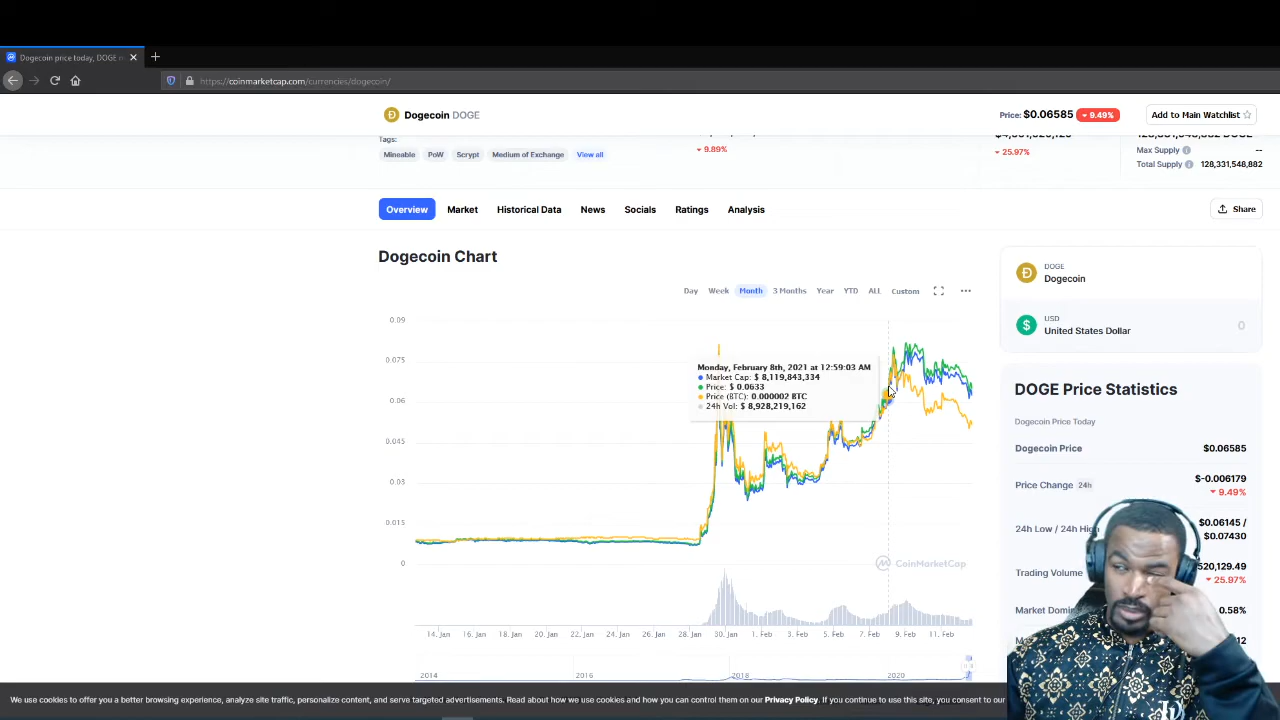 Dogecoin price today, DOGE m
https://coinmarketcap.com/currencies/dogecoin/
Dogecoin DOGE
Price: $0.06585 9.49%
Add to Main Watchlist
Tags:
Mineable PoW Scrypt Medium of Exchange View all
9.89%
25.97%
Max Supply --
Total Supply 128,331,548,882
Overview Market Historical Data News Socials Ratings Analysis
Share
Dogecoin Chart
Day Week Month 3 Months Year YTD ALL Custom
0.09
0.075
0.06
0.045
0.03
0.015
0
Monday, February 8th, 2021 at 12:59:03 AM
Market Cap: $ 8,119,843,334
Price: $ 0.0633
Price (BTC): 0.000002 BTC
24h Vol: $ 8,928,219,162
CoinMarketCap
14. Jan 16. Jan 18. Jan 20. Jan 22. Jan 24. Jan 26. Jan 28. Jan 30. Jan 1. Feb 3. Feb 5. Feb 7. Feb 9. Feb 11. Feb
2014 2016 2018 2020
DOGE
Dogecoin
USD
United States Dollar 0
DOGE Price Statistics
Dogecoin Price Today
Dogecoin Price $0.06585
Price Change 24h $-0.006179
9.49%
24h Low / 24h High $0.06145 /
$0.07430
Trading Volume 520,129.49
25.97%
Market Domin 0.58%
12
We use cookies to offer you a better browsing experience, analyze site traffic, personalize content, and serve targeted advertisements. Read about how we use cookies and how you can control them on our Privacy Policy. If you continue to use this site, you consent to our